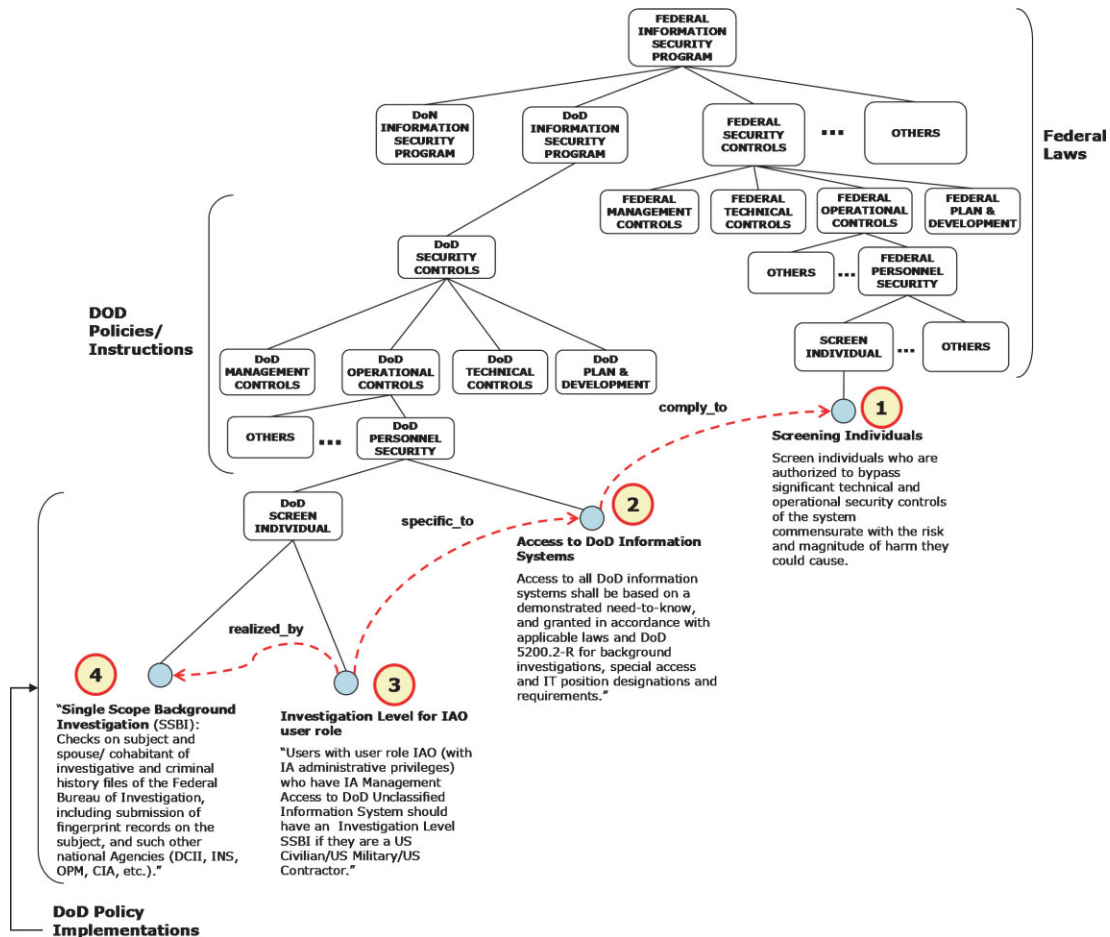 FEDERAL
INFORMATION
SECURITY
PROGRAM
DoN
INFORMATION
SECURITY
PROGRAM
DoD
INFORMATION
SECURITY
PROGRAM
FEDERAL
SECURITY
CONTROLS
...
OTHERS
Federal
Laws
FEDERAL
MANAGEMENT
CONTROLS
FEDERAL
TECHNICAL
CONTROLS
FEDERAL
OPERATIONAL
CONTROLS
FEDERAL
PLAN &
DEVELOPMENT
DoD
SECURITY
CONTROLS
OTHERS
...
FEDERAL
PERSONNEL
SECURITY
DOD
Policies/
Instructions
SCREEN
INDIVIDUAL
...
OTHERS
DoD
MANAGEMENT
CONTROLS
DoD
OPERATIONAL
CONTROLS
DoD
TECHNICAL
CONTROLS
DoD
PLAN &
DEVELOPMENT
OTHERS
...
DoD
PERSONNEL
SECURITY
comply_to
1
Screening Individuals
Screen individuals who are
authorized to bypass
significant technical and
operational security controls
of the system
commensurate with the risk
and magnitude of harm they
could cause.
DoD
SCREEN
INDIVIDUAL
specific_to
2
Access to DoD Information
Systems
Access to all DoD information
systems shall be based on a
demonstrated need-to-know,
and granted in accordance with
applicable laws and DoD
5200.2-R for background
investigations, special access
and IT position designations and
requirements.”
realized_by
4
“Single Scope Background
Investigation (SSBI):
Checks on subject and
spouse/ cohabitant of
investigative and criminal
history files of the Federal
Bureau of Investigation,
including submission of
fingerprint records on the
subject, and such other
national Agencies (DCII, INS,
OPM, CIA, etc.).”
3
Investigation Level for IAO
user role
“Users with user role IAO (with
IA administrative privileges)
who have IA Management
Access to DoD Unclassified
Information System should
have an  Investigation Level
SSBI if they are a US
Civilian/US Military/US
Contractor.”
DoD Policy
Implementations